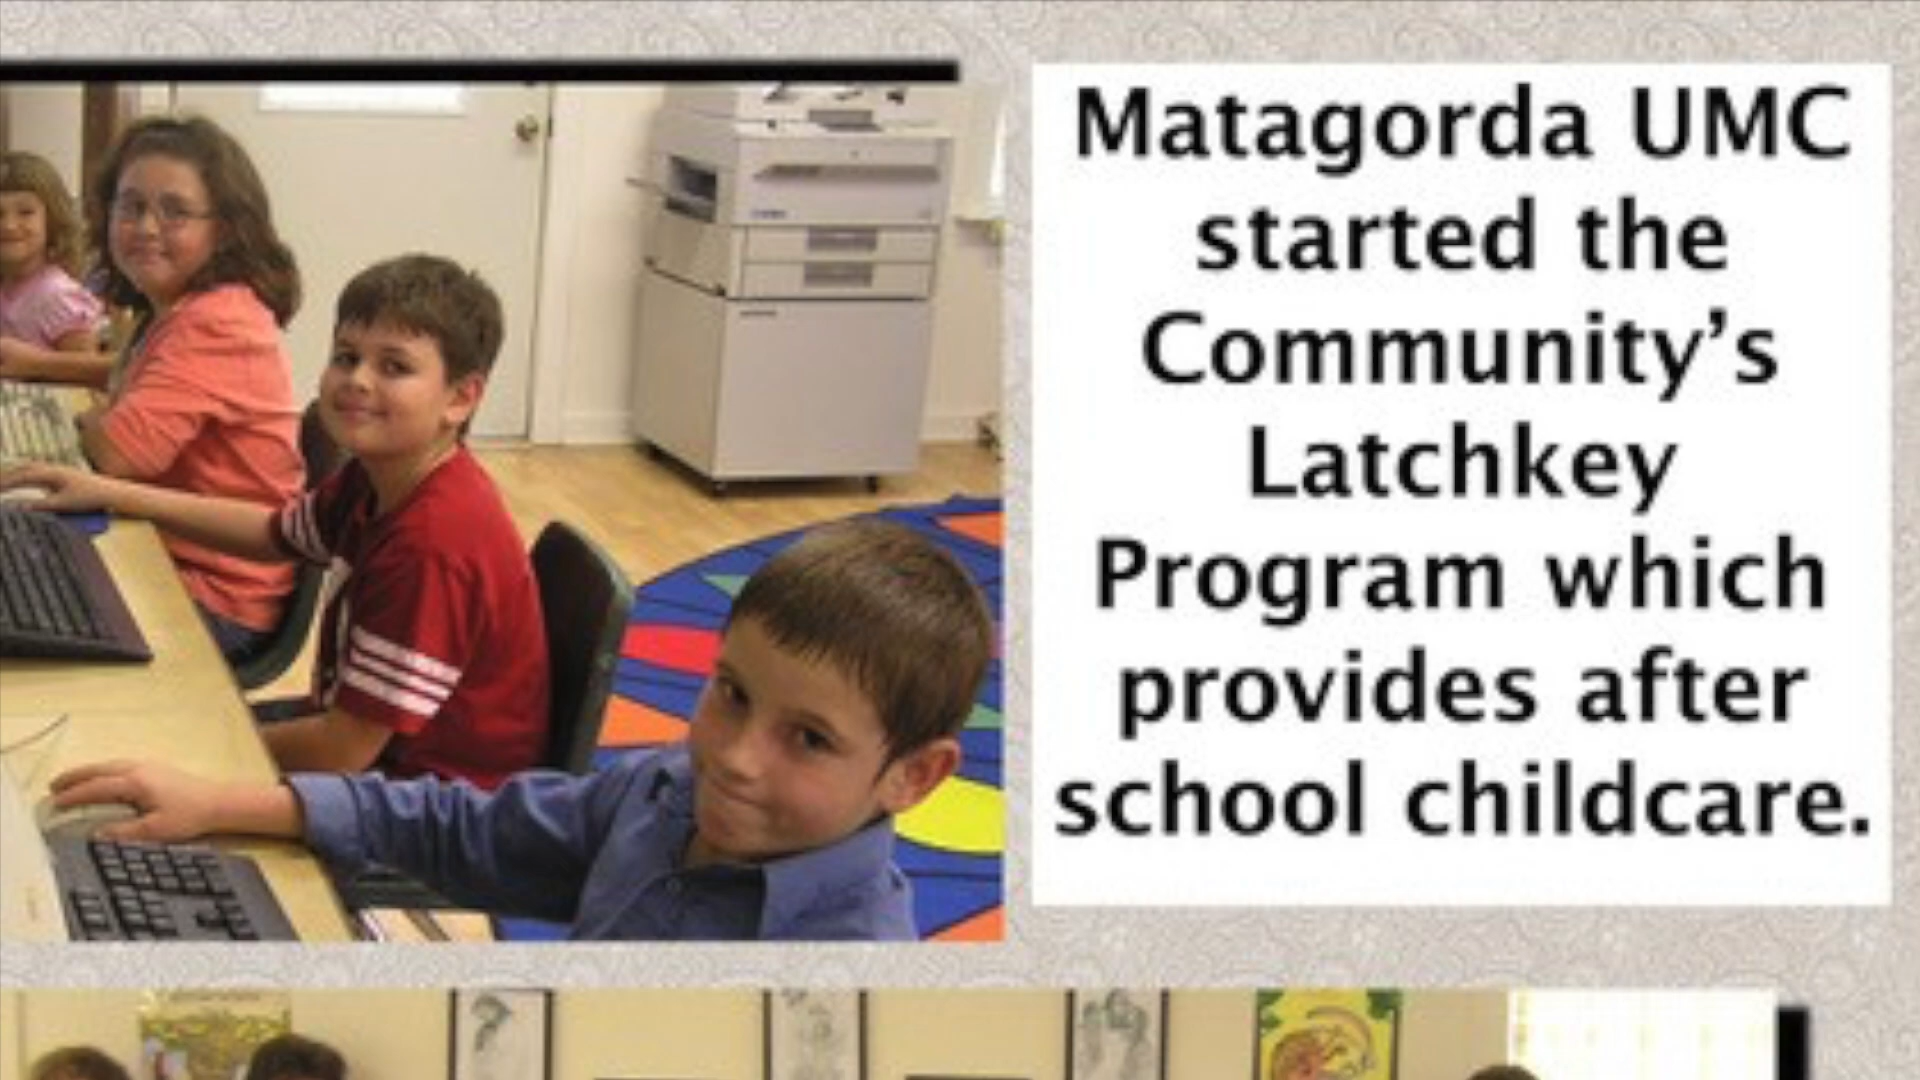 Matagorda UMC
started the
Community’s
Latchkey
Program which
provides after
school childcare.